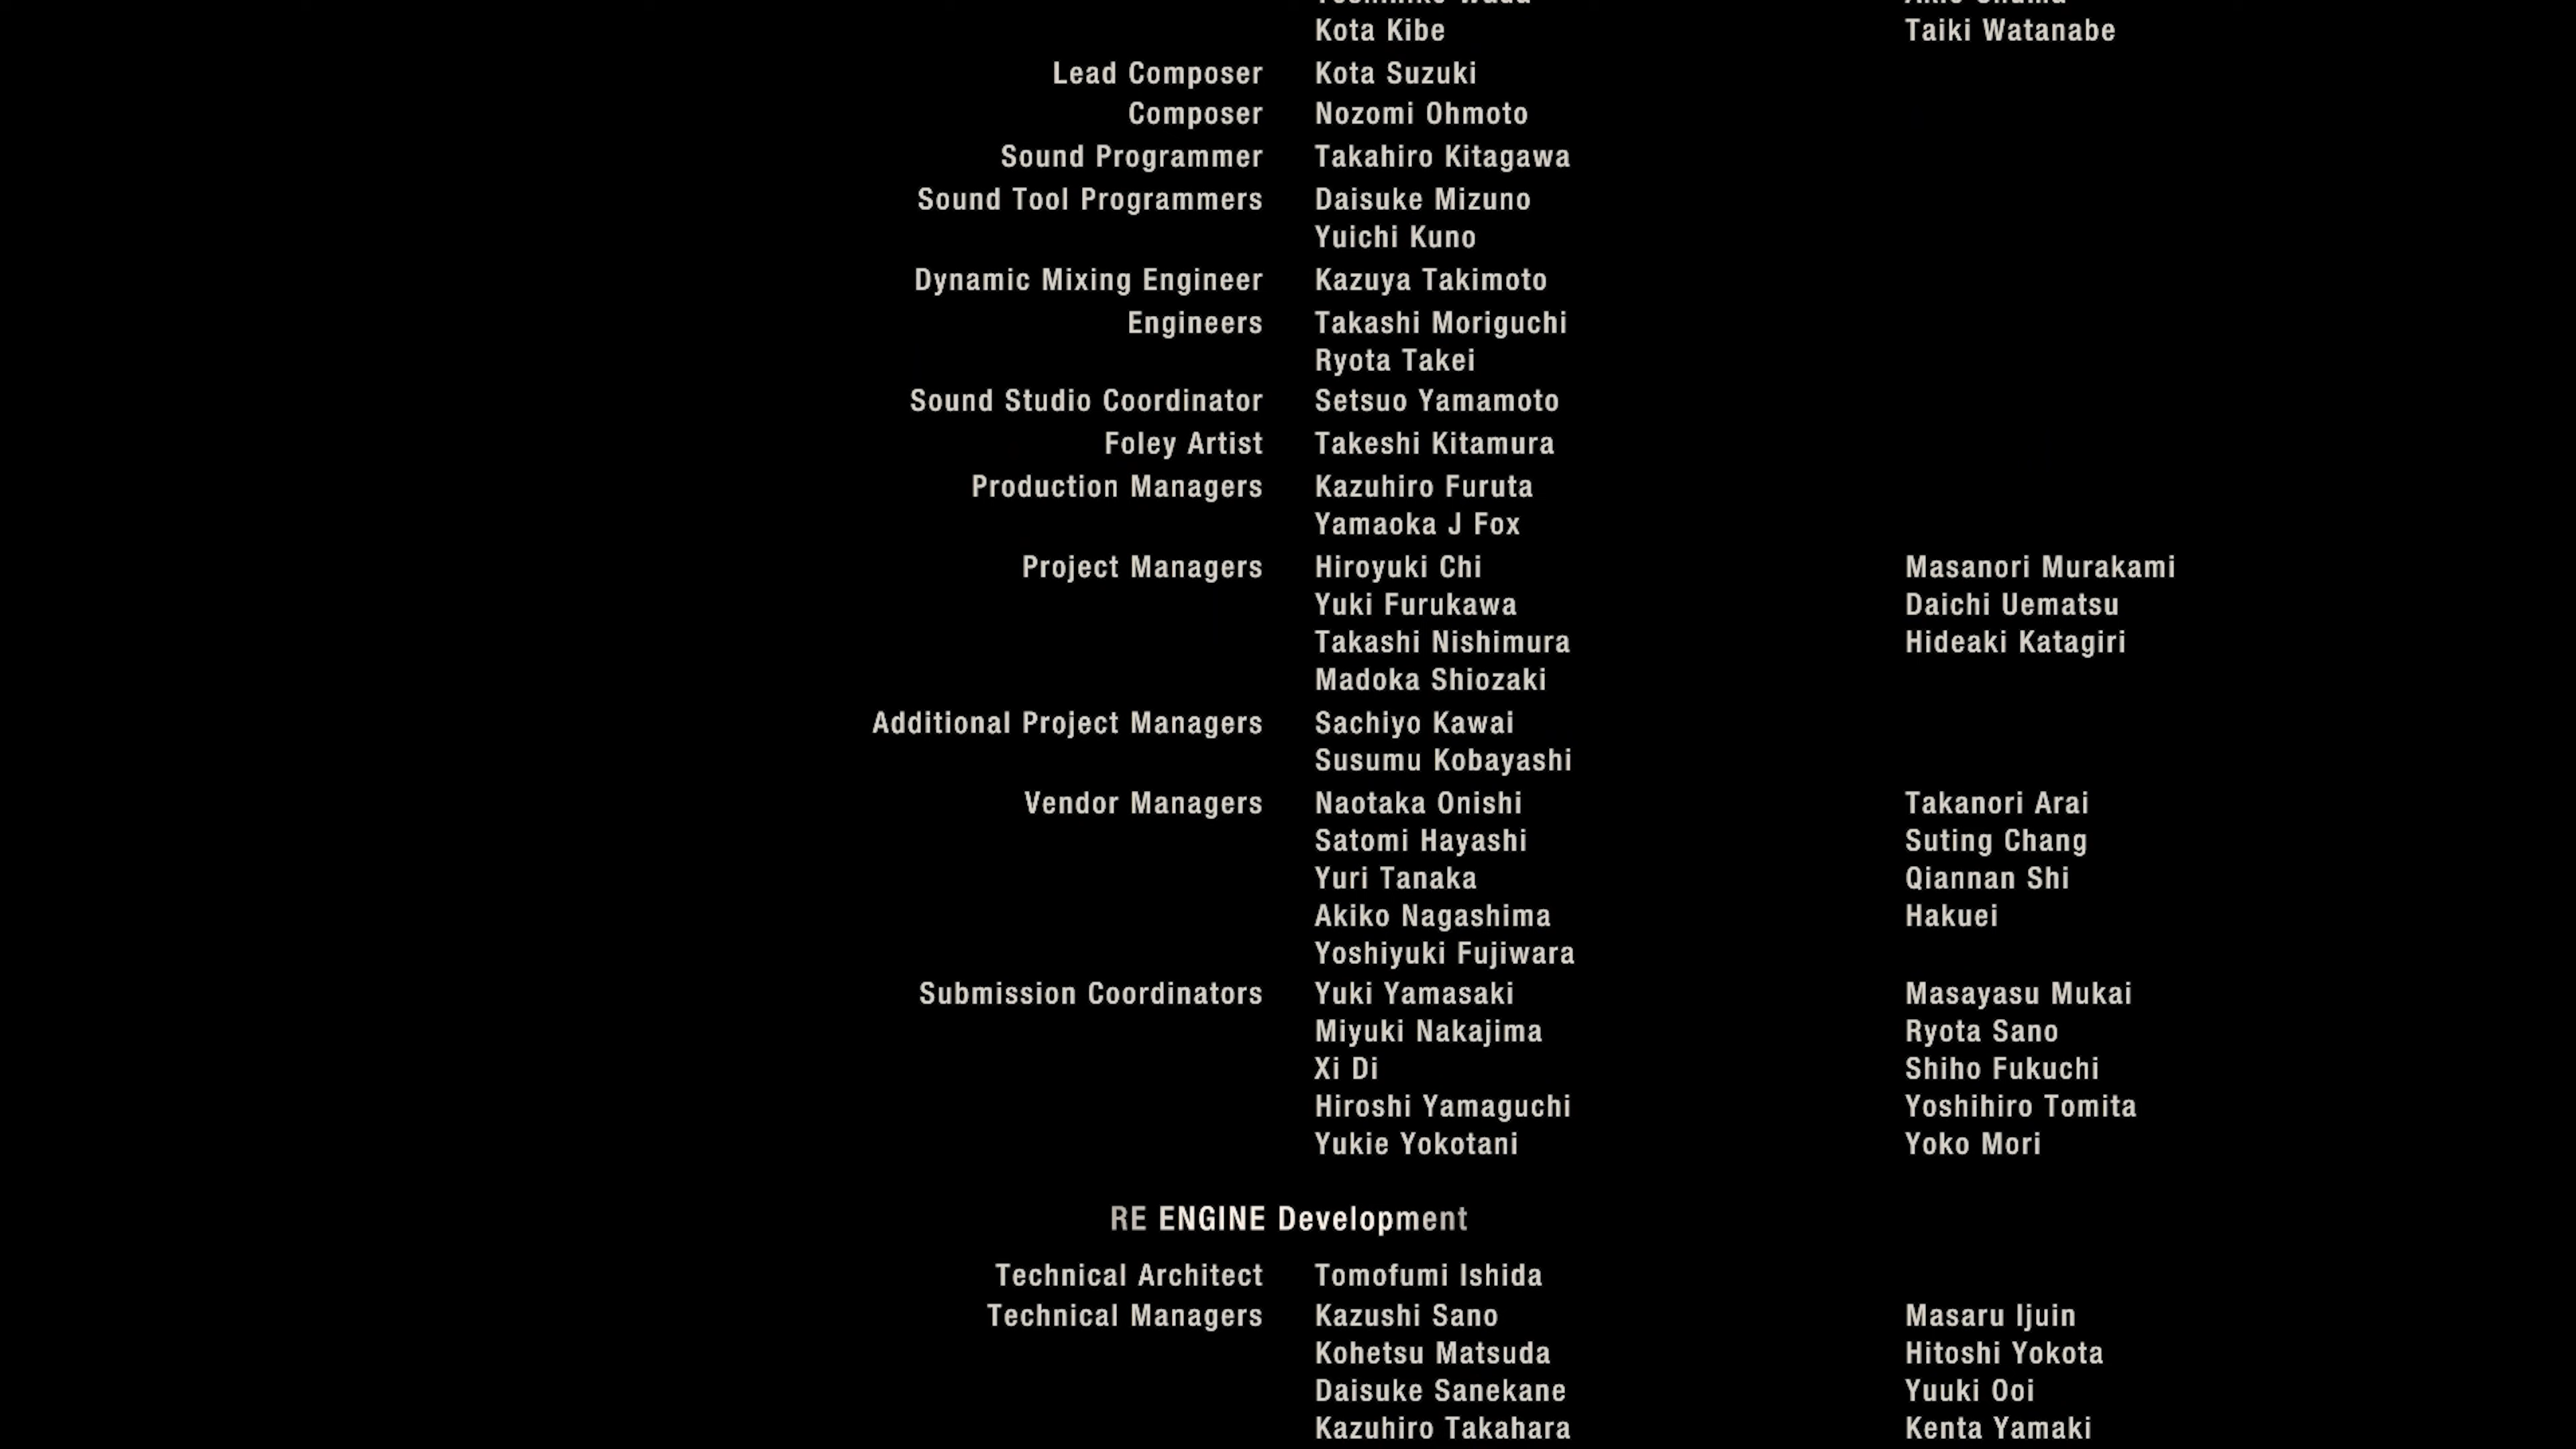 Kota Kibe Taiki Watanabe
Lead Composer Kota Suzuki
Composer Nozomi Ohmoto
Sound Programmer Takahiro Kitagawa
Sound Tool Programmers Daisuke Mizuno
Yuichi Kuno
Dynamic Mixing Engineer Kazuya Takimoto
Engineers Takashi Moriguchi
Ryota Takei
Sound Studio Coordinator Setsuo Yamamoto
Foley Artist Takeshi Kitamura
Production Managers Kazuhiro Furuta
Yamaoka J Fox
Project Managers Hiroyuki Chi Masanori Murakami
Yuki Furukawa Daichi Uematsu
Takashi Nishimura Hideaki Katagiri
Madoka Shiozaki
Additional Project Managers Sachiyo Kawai
Susumu Kobayashi
Vendor Managers Naotaka Onishi Takanori Arai
Satomi Hayashi Suting Chang
Yuri Tanaka Qiannan Shi
Akiko Nagashima Hakuei
Yoshiyuki Fujiwara
Submission Coordinators Yuki Yamasaki Masayasu Mukai
Miyuki Nakajima Ryota Sano
Xi Di Shiho Fukuchi
Hiroshi Yamaguchi Yoshihiro Tomita
Yukie Yokotani Yoko Mori
RE ENGINE Development
Technical Architect Tomofumi Ishida
Technical Managers Kazushi Sano Masaru Ijuin
Kohetsu Matsuda Hitoshi Yokota
Daisuke Sanekane Yuuki Ooi
Kazuhiro Takahara Kenta Yamaki